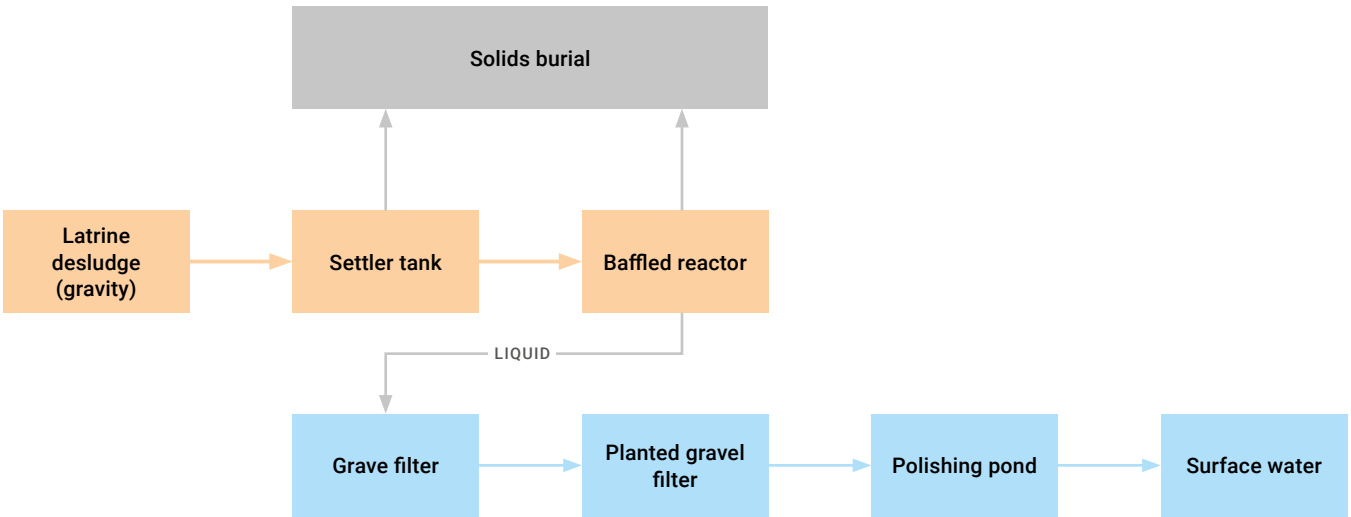 Solids burial
Latrine
desludge
(gravity)
Settler tank
Baffled reactor
LIQUID
Grave filter
Planted gravel
filter
Polishing pond
Surface water